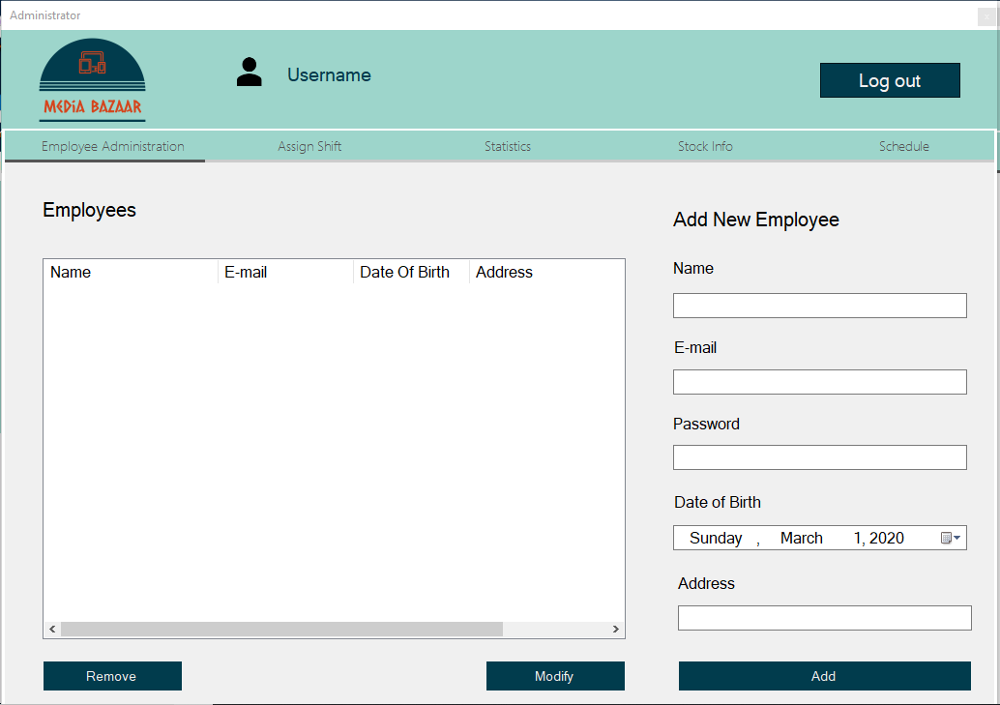 Administrator
MEDiA BAZAAR
Username
Log out
Employee Administration
Assign Shift
Statistics
Stock Info
Schedule
Employees
Name
E-mail
Date Of Birth
Address
Remove
Modify
Add New Employee
Name
E-mail
Password
Date of Birth
Sunday , March 1, 2020
Address
Add